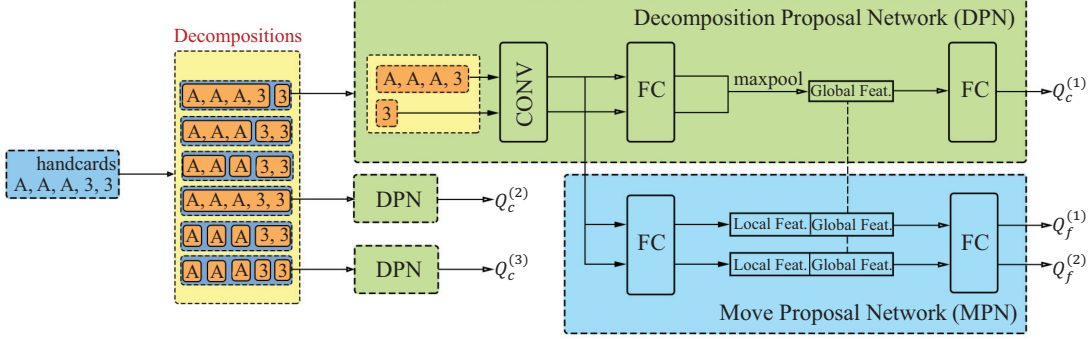 Decompositions
handcards
A, A, A, 3, 3
A, A, A, 3 3
A, A, A 3, 3
A, A A 3, 3
A, A, A, 3, 3
A A A 3, 3
A A A 3 3
Decomposition Proposal Network (DPN)
A, A, A, 3
3
CONV
FC
maxpool
Global Feat.
FC
Q_c^(1)
DPN
Q_c^(2)
DPN
Q_c^(3)
FC
Local Feat. Global Feat.
Local Feat. Global Feat.
FC
Q_f^(1)
Q_f^(2)
Move Proposal Network (MPN)